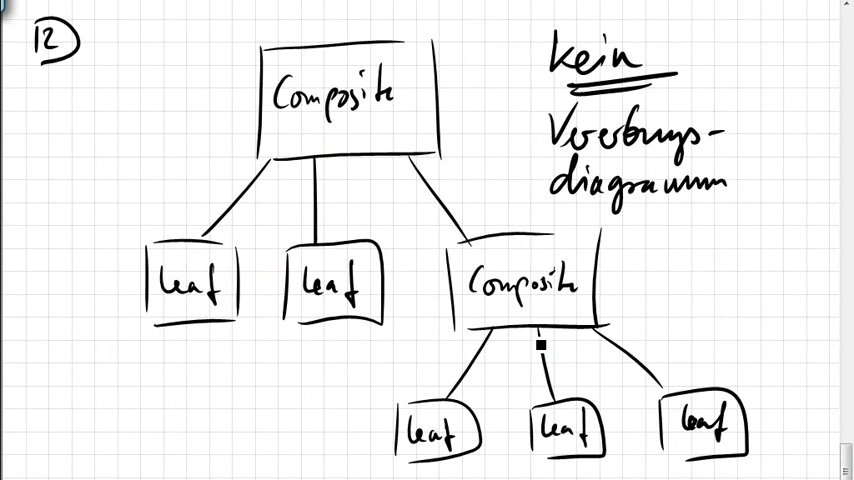 12
Composite
kein
Vererbungs-
diagramm
leaf
leaf
Composite
leaf
leaf
leaf